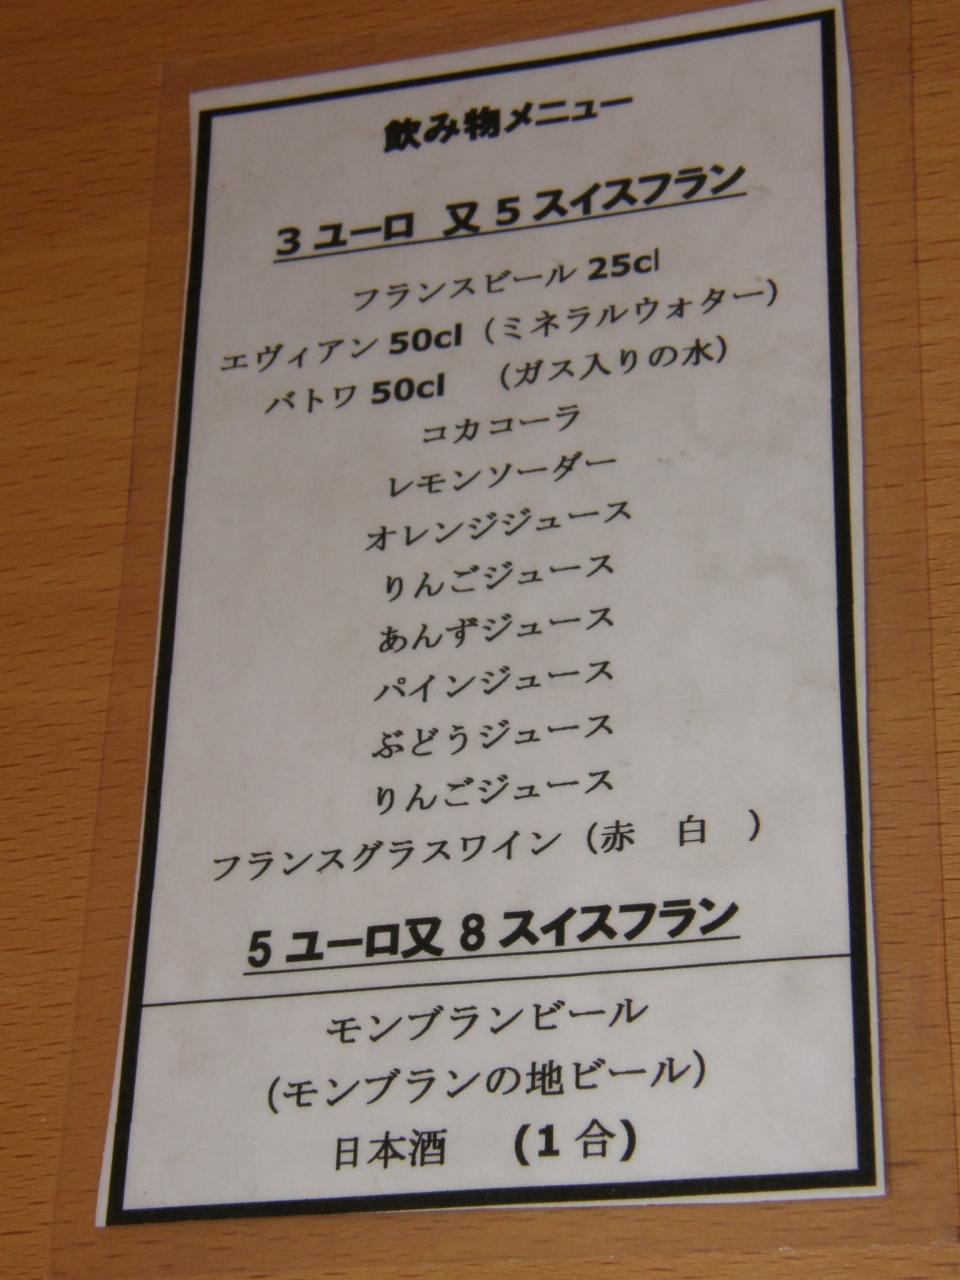 飲み物メニュー
3 ユーロ 又 5 スイスフラン
フランスビール 25cl
エヴィアン 50cl（ミネラルウォター）
バトワ 50cl （ガス入りの水）
コカコーラ
レモンソーダー
オレンジジュース
りんごジュース
あんずジュース
パインジュース
ぶどうジュース
りんごジュース
フランスグラスワイン（赤 白 ）
5 ユーロ又 8 スイスフラン
モンブランビール
（モンブランの地ビール）
日本酒 (1 合)